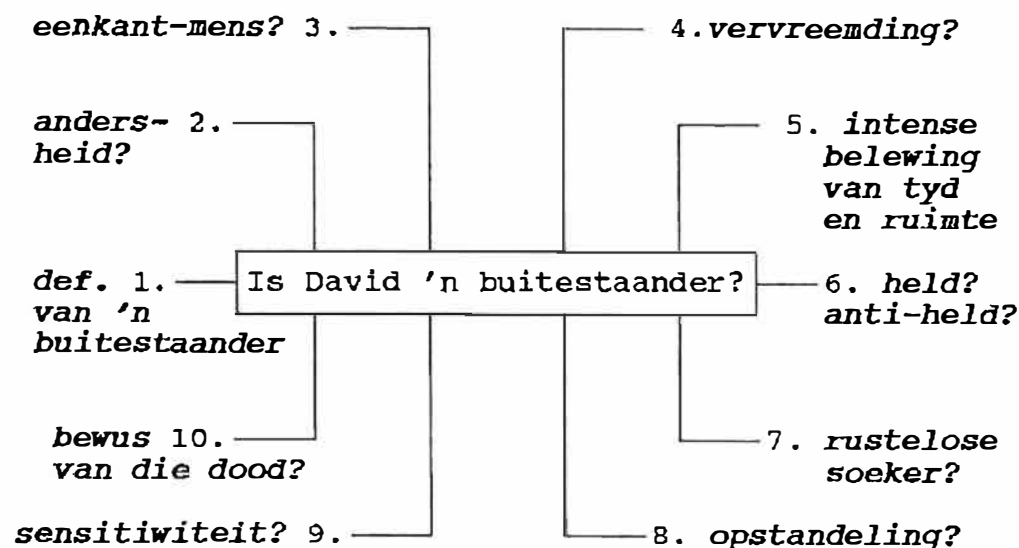 eenkant-mens? 3.
4. vervreemding?
anders- 2.
heid?
5. intense
belewing
van tyd
en ruimte
def. 1.
van 'n
buitestaander
Is David 'n buitestaander?
6. held?
anti-held?
bewus 10.
van die dood?
7. rustelose
soeker?
sensitiwiteit? 9.
8. opstandeling?